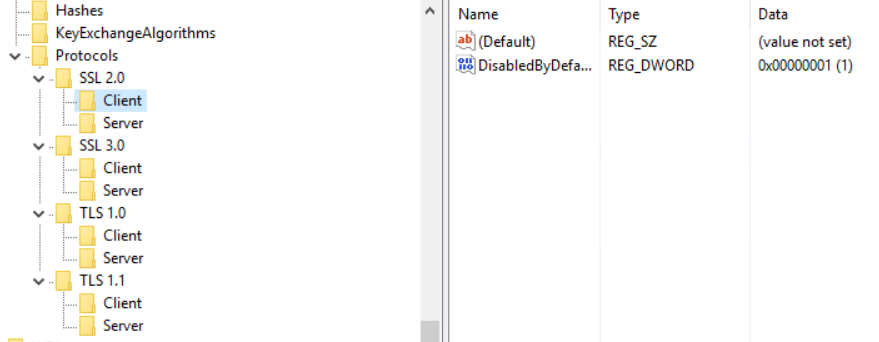 Hashes
KeyExchangeAlgorithms
Protocols
SSL 2.0
Client
Server
SSL 3.0
Client
Server
TLS 1.0
Client
Server
TLS 1.1
Client
Server
Name Type Data
ab (Default) REG_SZ (value not set)
DisabledByDefa... REG_DWORD 0x00000001 (1)